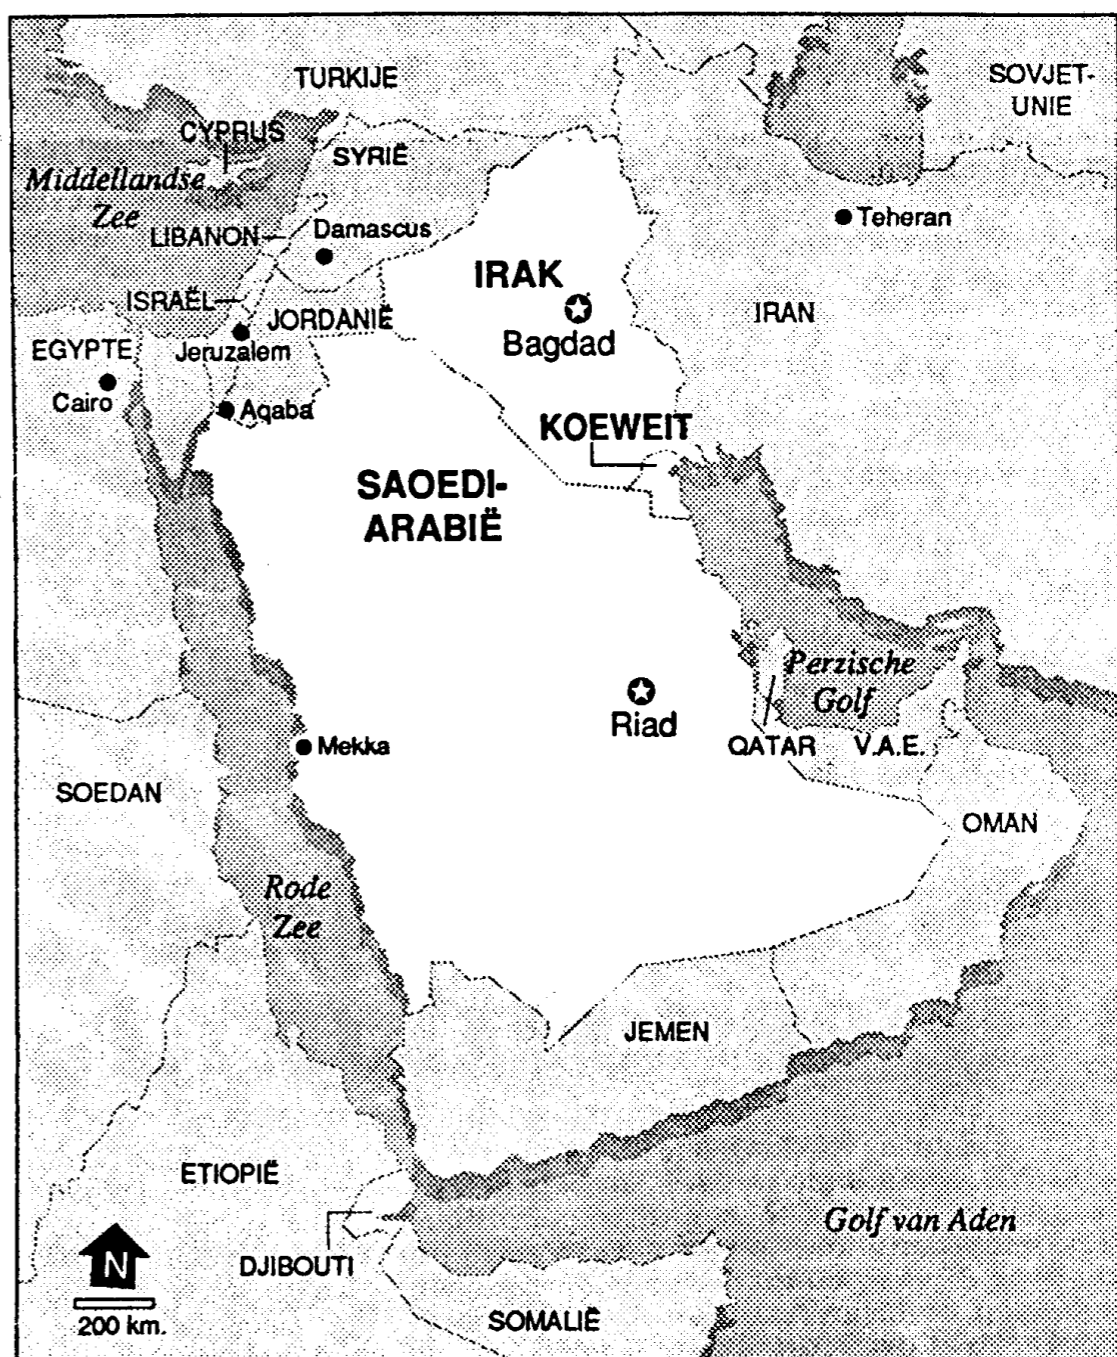 TURKIJE
SOVJET-
UNIE
CYPRUS
SYRIË
Middellandse
Zee
LIBANON
Damascus
Teheran
IRAK
ISRAËL
JORDANIË
IRAN
Bagdad
EGYPTE
Jeruzalem
Cairo
Aqaba
KOEWEIT
SAOEDI-
ARABIË
Perzische
Golf
Riad
QATAR
V.A.E.
Mekka
SOEDAN
OMAN
Rode
Zee
JEMEN
ETIOPIË
Golf van Aden
N
DJIBOUTI
200 km.
SOMALIË